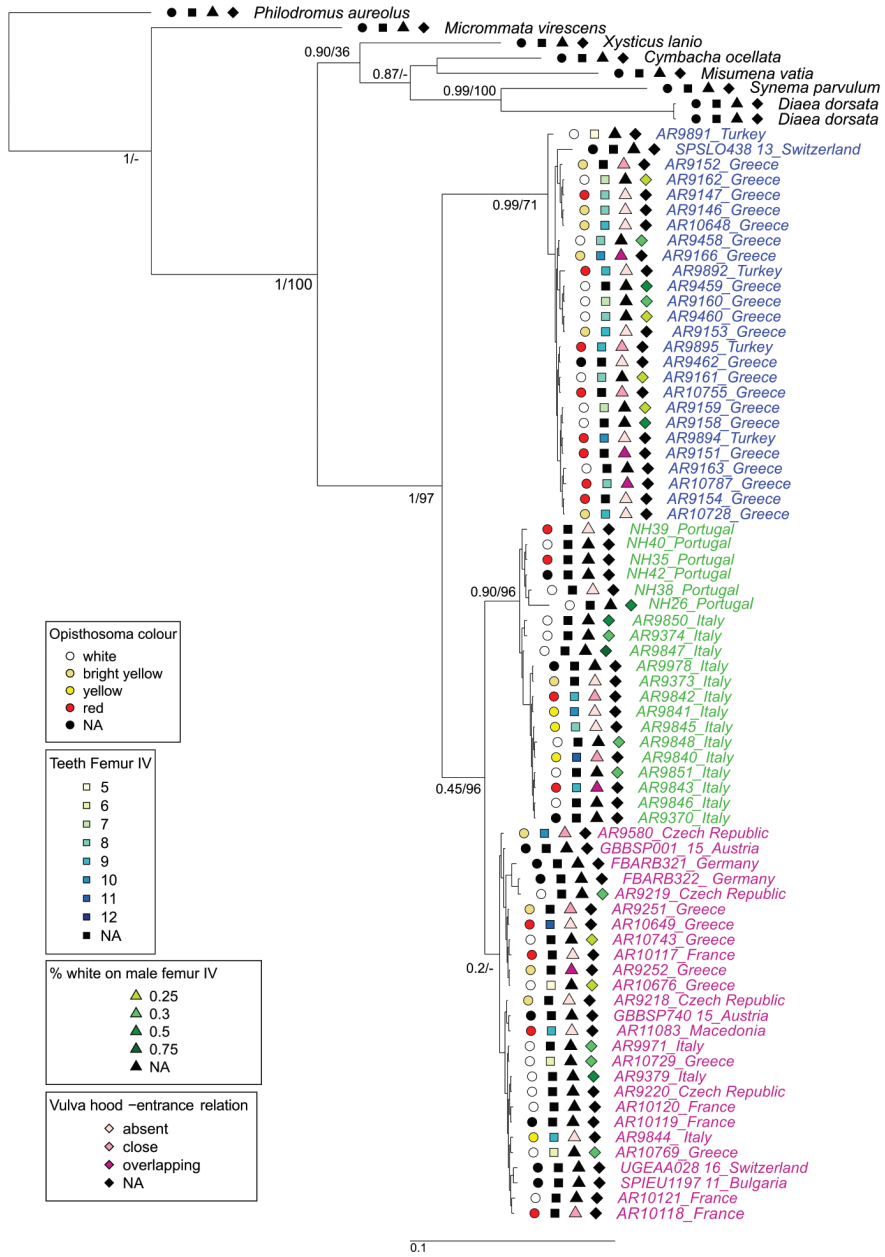 Philodromus aureolus
Micrommata virescens
Xysticus lanio
0.90/36
Cymbacha ocellata
0.87/-
Misumena vatia
0.99/100
Synema parvulum
Diaea dorsata
Diaea dorsata
AR9891_Turkey
SPSLO438 13_Switzerland
1/-
AR9152_Greece
AR9162_Greece
AR9147_Greece
0.99/71
AR9146_Greece
AR10648_Greece
AR9458_Greece
AR9166_Greece
AR9892_Turkey
1/100
AR9459_Greece
AR9160_Greece
AR9460_Greece
AR9153_Greece
AR9895_Turkey
AR9462_Greece
AR9161_Greece
AR10755_Greece
AR9159_Greece
AR9158_Greece
AR9894_Turkey
AR9151_Greece
AR9163_Greece
AR10787_Greece
1/97
AR9154_Greece
AR10728_Greece
NH39_Portugal
NH40_Portugal
NH35_Portugal
NH42_Portugal
0.90/96
NH38_Portugal
NH26_Portugal
AR9850_Italy
AR9374_Italy
AR9847_Italy
AR9978_Italy
AR9373_Italy
AR9842_Italy
AR9841_Italy
AR9845_Italy
AR9848_Italy
AR9840_Italy
AR9851_Italy
0.45/96
AR9843_Italy
AR9846_Italy
AR9370_Italy
AR9580_Czech Republic
GBBSP001_15_Austria
FBARB321_Germany
FBARB322_ Germany
AR9219_Czech Republic
AR9251_Greece
AR10649_Greece
AR10743_Greece
AR10117_France
0.2/-
AR9252_Greece
AR10676_Greece
AR9218_Czech Republic
GBBSP740 15_Austria
AR11083_Macedonia
AR9971_Italy
AR10729_Greece
AR9379_Italy
AR9220_Czech Republic
AR10120_France
AR10119_France
AR9844_ Italy
AR10769_Greece
UGEAA028 16_Switzerland
SPIEU1197 11_Bulgaria
AR10121_France
AR10118_France
0.1
Opisthosoma colour
white
bright yellow
yellow
red
NA
Teeth Femur IV
5
6
7
8
9
10
11
12
NA
% white on male femur IV
0.25
0.3
0.5
0.75
NA
Vulva hood −entrance relation
absent
close
overlapping
NA